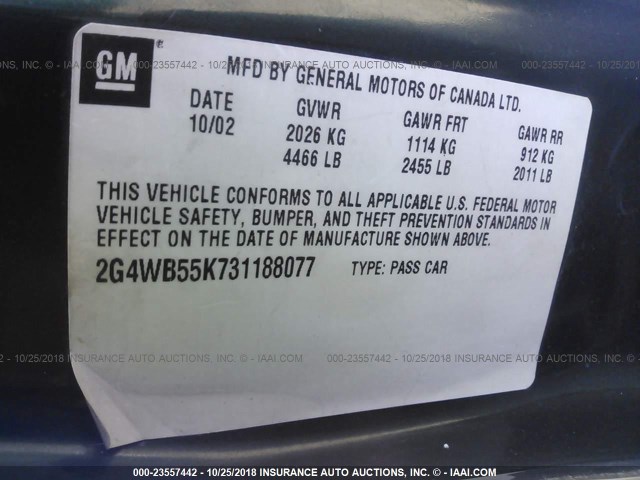 GM®
MFD BY GENERAL MOTORS OF CANADA LTD.
DATE GVWR GAWR FRT GAWR RR
10/02 2026 KG 1114 KG 912 KG
4466 LB 2455 LB 2011 LB
THIS VEHICLE CONFORMS TO ALL APPLICABLE U.S. FEDERAL MOTOR
VEHICLE SAFETY, BUMPER, AND THEFT PREVENTION STANDARDS IN
EFFECT ON THE DATE OF MANUFACTURE SHOWN ABOVE.
2G4WB55K731188077 TYPE: PASS CAR
000-23557442 - 10/25/2018 INSURANCE AUTO AUCTIONS, INC. - © IAAI.COM